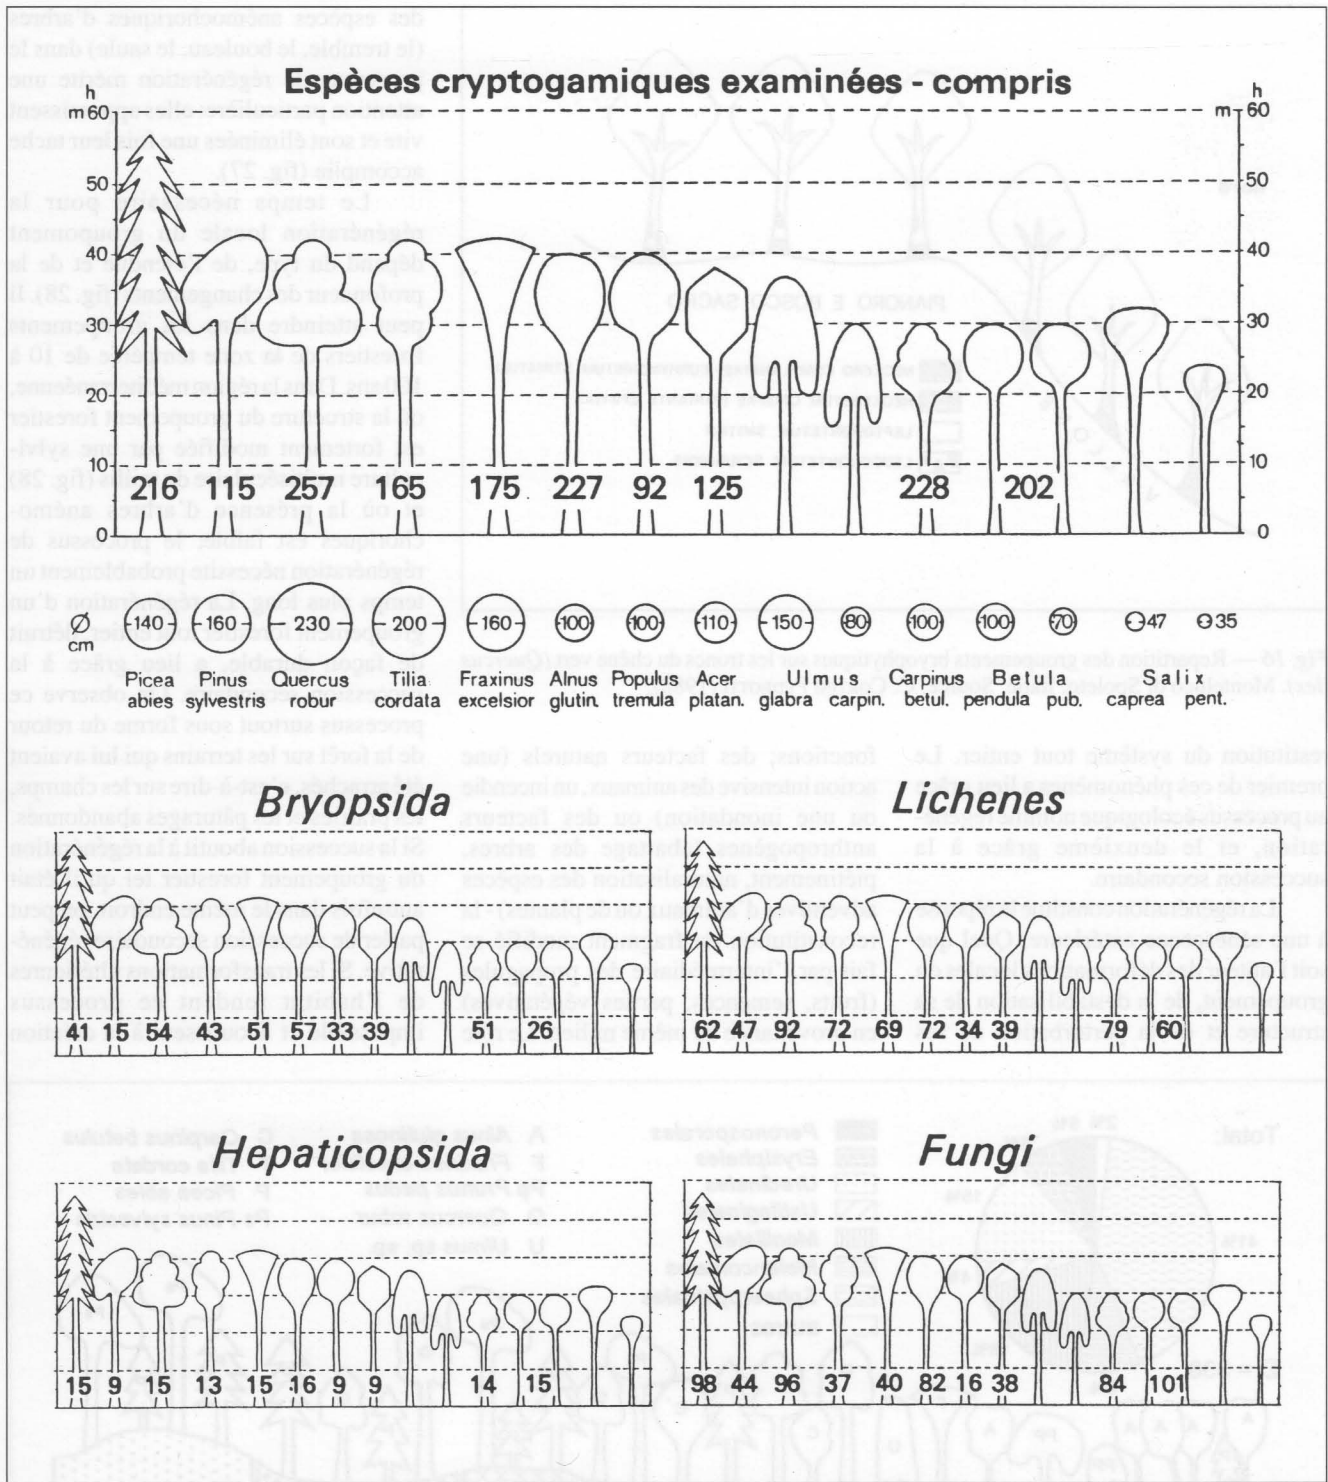 Espèces cryptogamiques examinées - compris
h h
m 60 m 60
50 50
40 40
30 30
20 20
10 10
216 115 257 165 175 227 92 125 228 202
0 0
Ø 140 160 230 200 160 100 100 110 150 80 100 100 70 47 35
cm
Picea Pinus Quercus Tilia Fraxinus Alnus Populus Acer Ulmus Carpinus Betula Salix
abies sylvestris robur cordata excelsior glutin. tremula platan. glabra carpin. betul. pendula pub. caprea pent.
Bryopsida Lichenes
41 15 54 43 51 57 33 39 51 26
62 47 92 72 69 72 34 39 79 60
Hepaticopsida Fungi
15 9 15 13 15 16 9 9 14 15
98 44 96 37 40 82 16 38 84 101